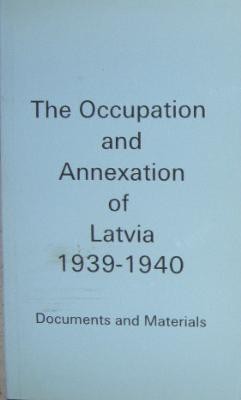 The Occupation
and
Annexation
of
Latvia
1939-1940
Documents and Materials